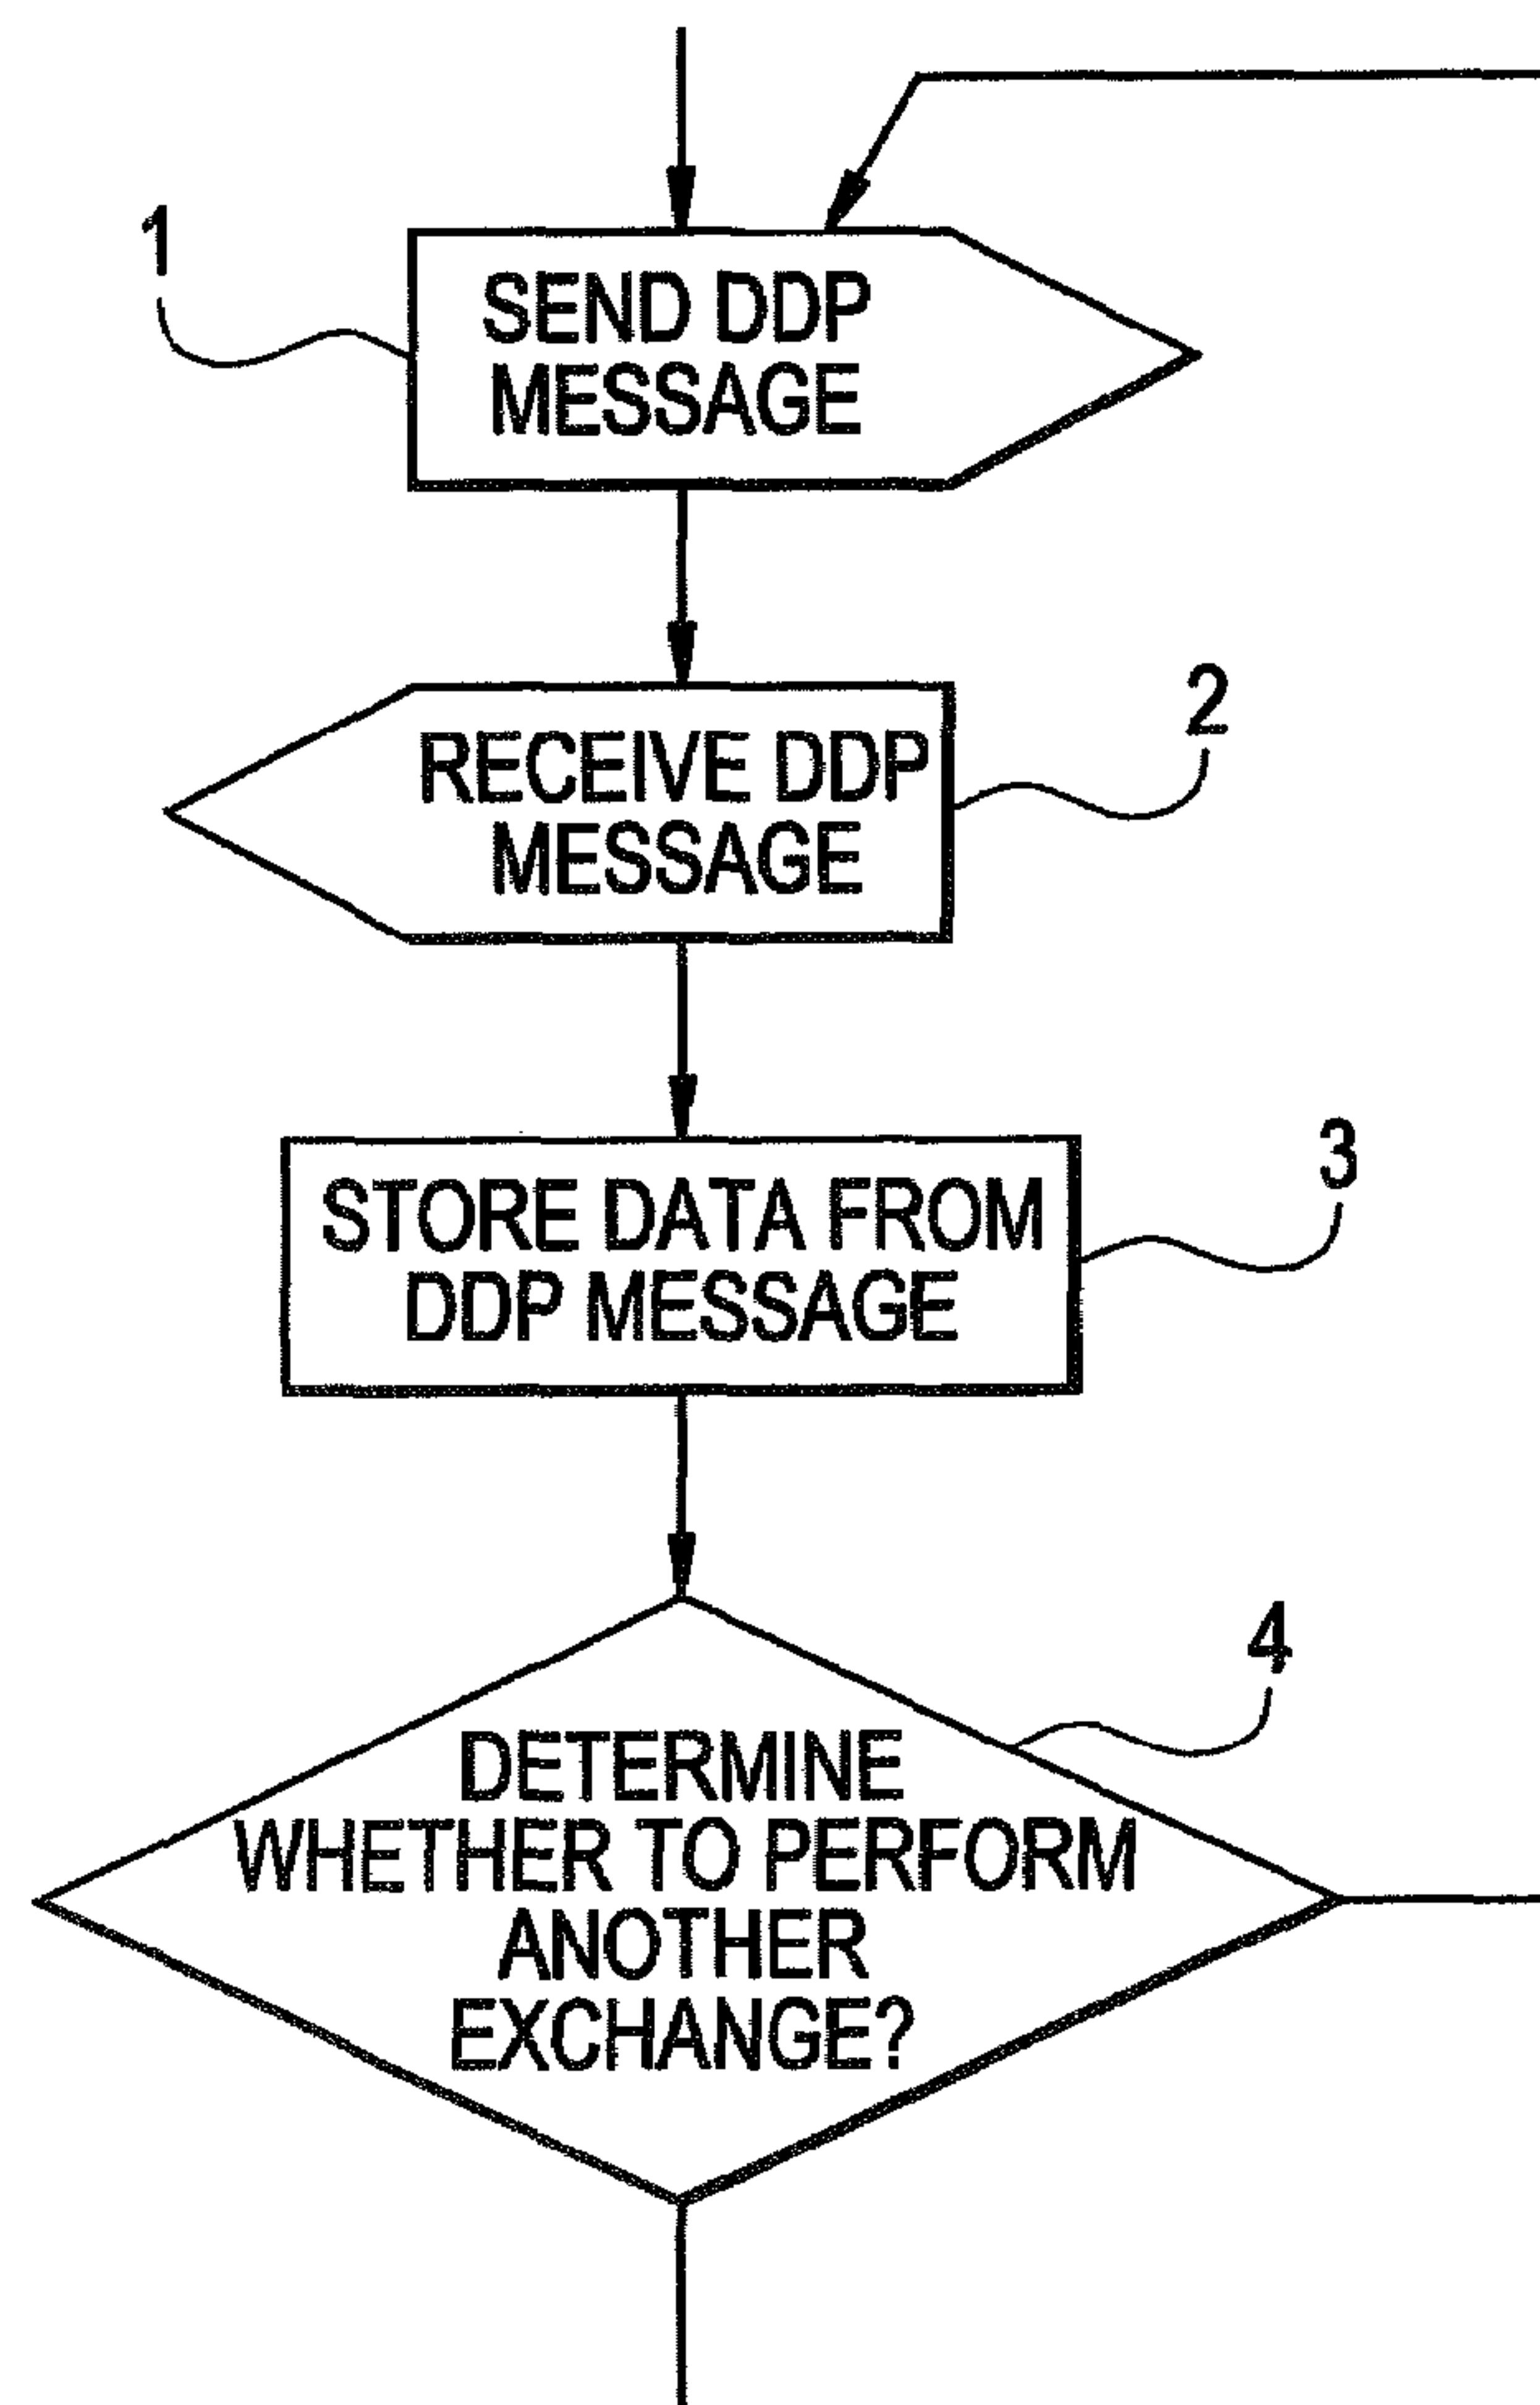 1
SEND DDP
MESSAGE
2
RECEIVE DDP
MESSAGE
3
STORE DATA FROM
DDP MESSAGE
4
DETERMINE
WHETHER TO PERFORM
ANOTHER
EXCHANGE?